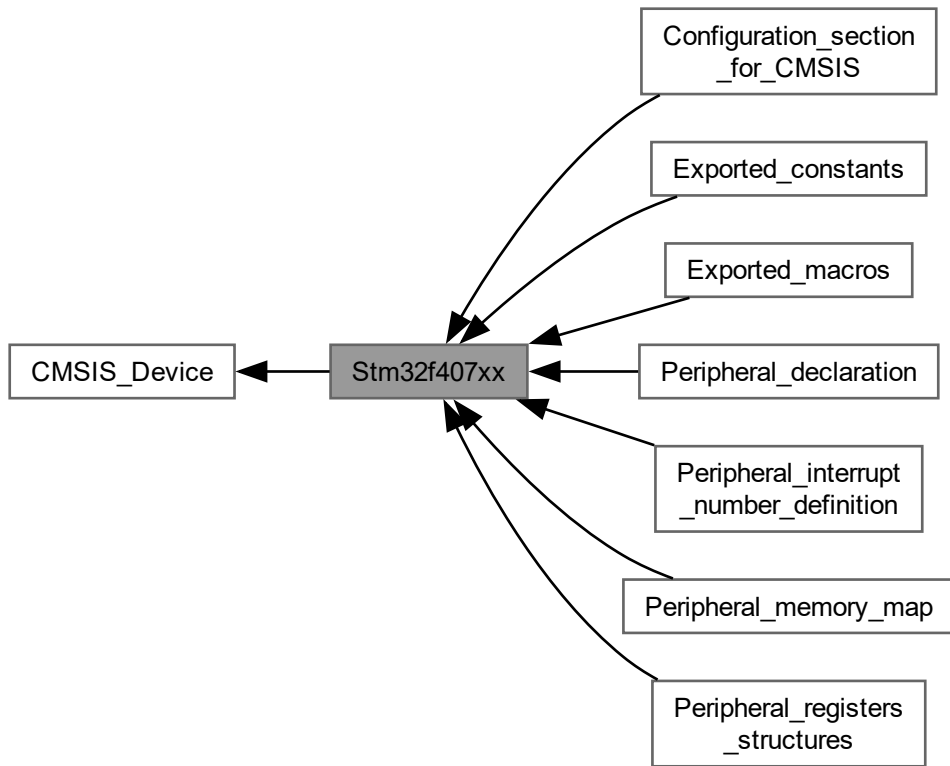 Configuration_section
_for_CMSIS
Exported_constants
Exported_macros
CMSIS_Device
Stm32f407xx
Peripheral_declaration
Peripheral_interrupt
_number_definition
Peripheral_memory_map
Peripheral_registers
_structures